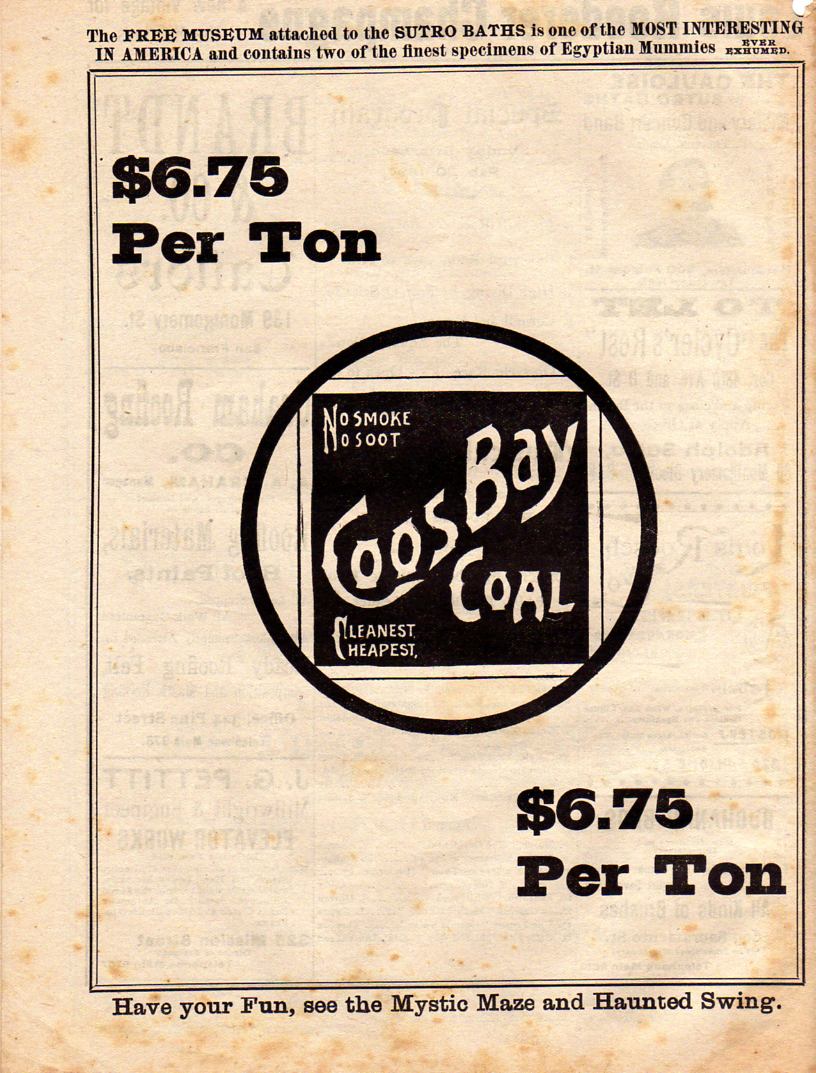 The FREE MUSEUM attached to the SUTRO BATHS is one of the MOST INTERESTING
IN AMERICA and contains two of the finest specimens of Egyptian Mummies EVER EXHUMED.
$6.75
Per Ton
NO SMOKE
NO SOOT
COOS BAY
COAL
CLEANEST,
CHEAPEST,
$6.75
Per Ton
Have your Fun, see the Mystic Maze and Haunted Swing.